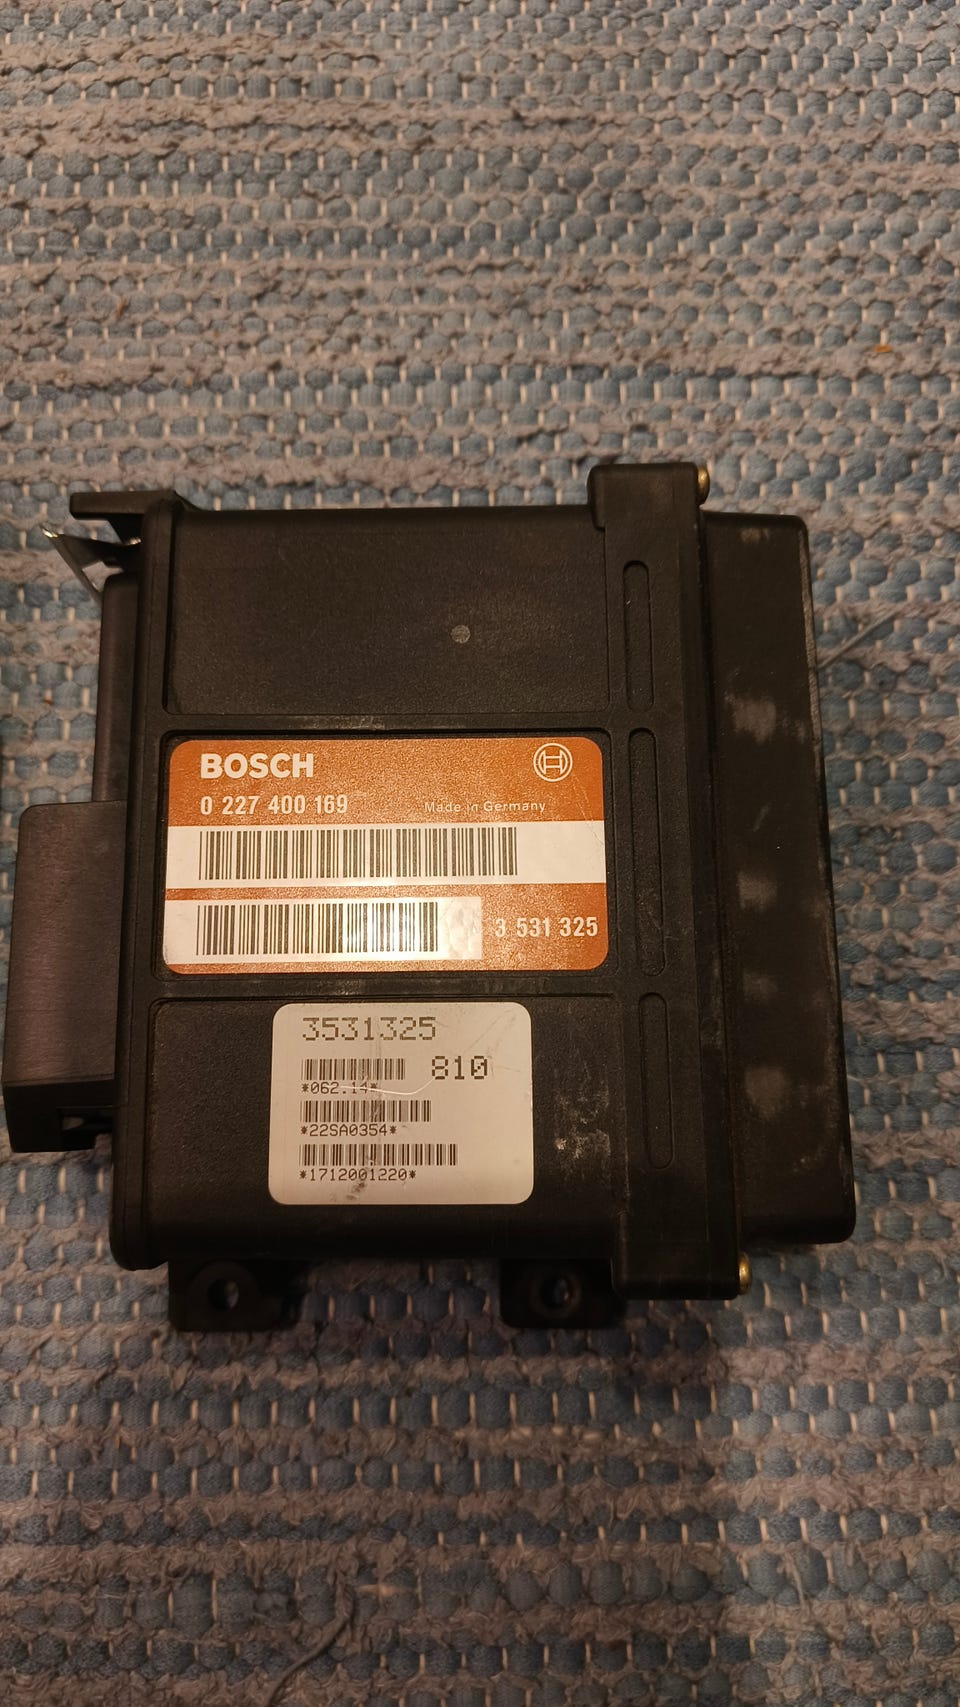 BOSCH
0 227 400 169 Made in Germany
3 531 325
3531325
810
*062.14*
*22SA0354*
*1712001220*